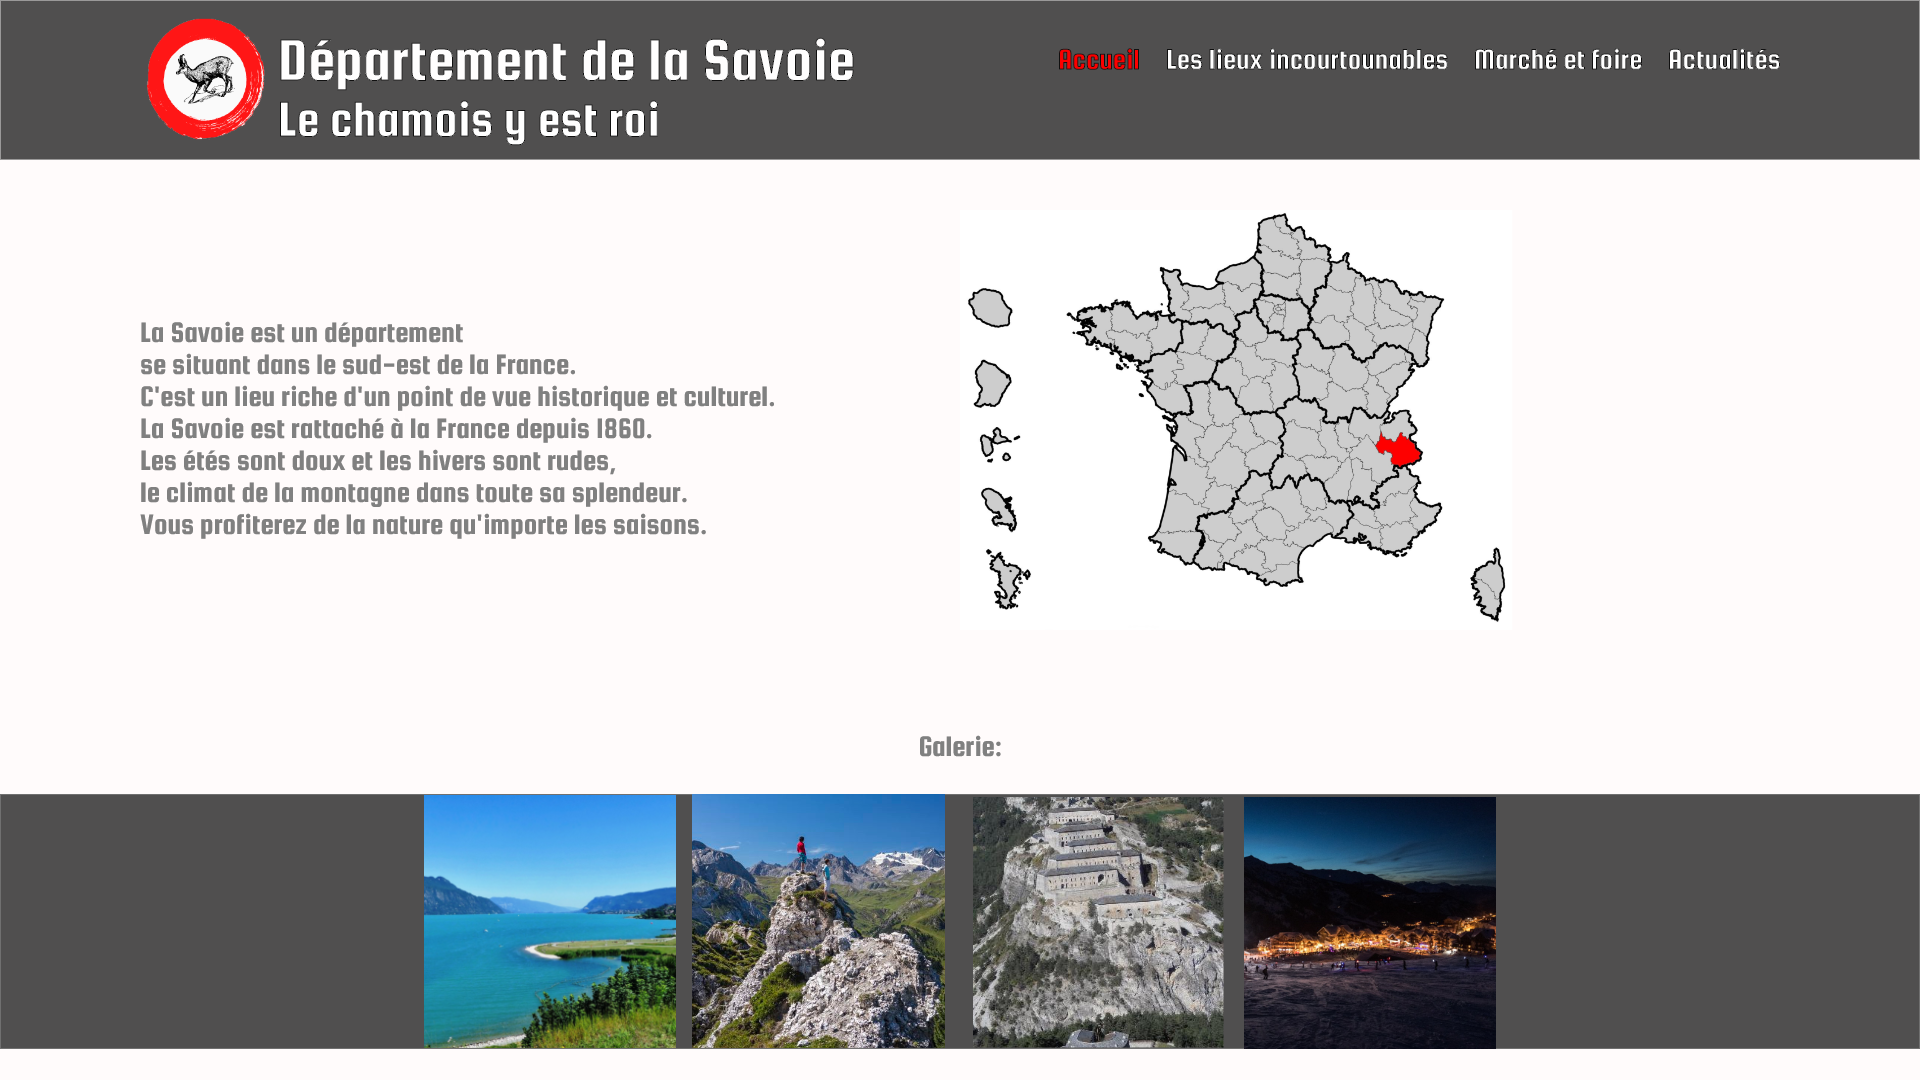 Département de la Savoie
Le chamois y est roi
Accueil
Les lieux incourtounables
Marché et foire
Actualités
La Savoie est un département
se situant dans le sud-est de la France.
C'est un lieu riche d'un point de vue historique et culturel.
La Savoie est rattaché à la France depuis 1860.
Les étés sont doux et les hivers sont rudes,
le climat de la montagne dans toute sa splendeur.
Vous profiterez de la nature qu'importe les saisons.
Galerie: